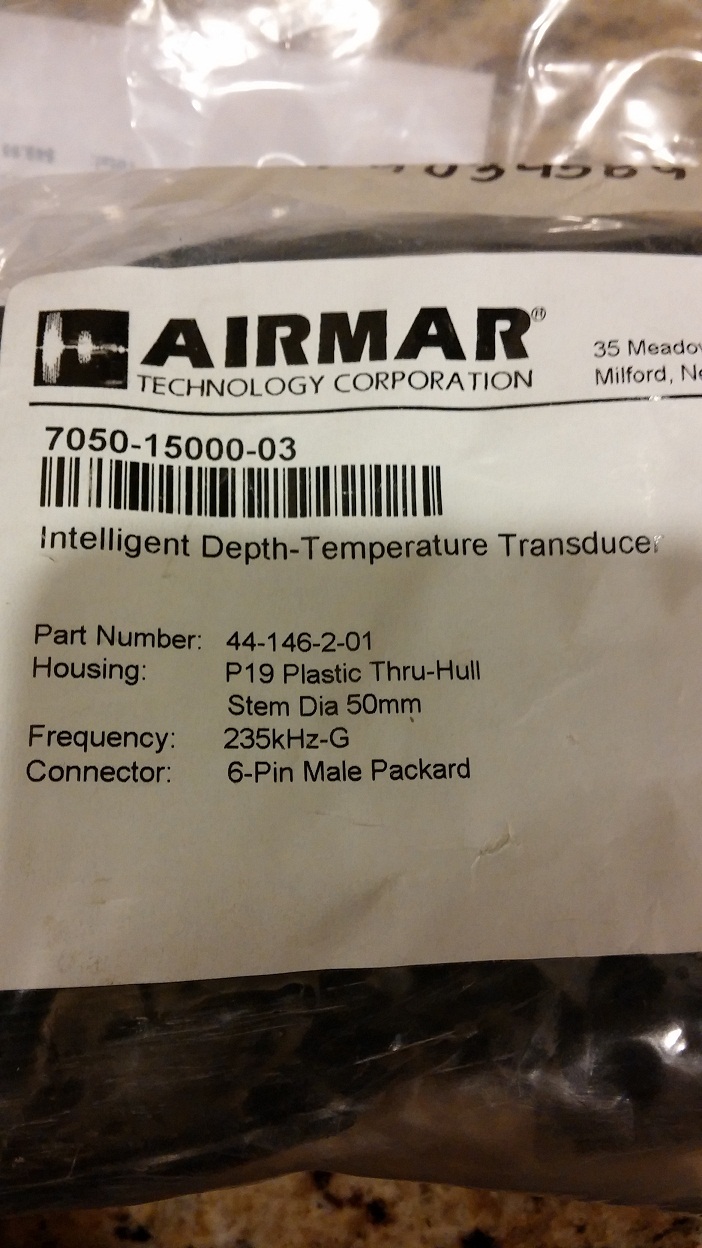 AIRMAR®
TECHNOLOGY CORPORATION
35
Milford,
7050-15000-03
Intelligent Depth-Temperature Transducer
Part Number: 44-146-2-01
Housing: P19 Plastic Thru-Hull
Stem Dia 50mm
Frequency: 235kHz-G
Connector: 6-Pin Male Packard